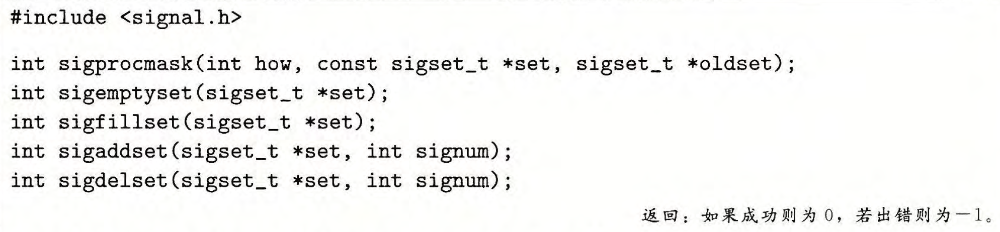 #include <signal.h>
int sigprocmask(int how, const sigset_t *set, sigset_t *oldset);
int sigemptyset(sigset_t *set);
int sigfillset(sigset_t *set);
int sigaddset(sigset_t *set, int signum);
int sigdelset(sigset_t *set, int signum);
返回：如果成功则为 0，若出错则为－1。